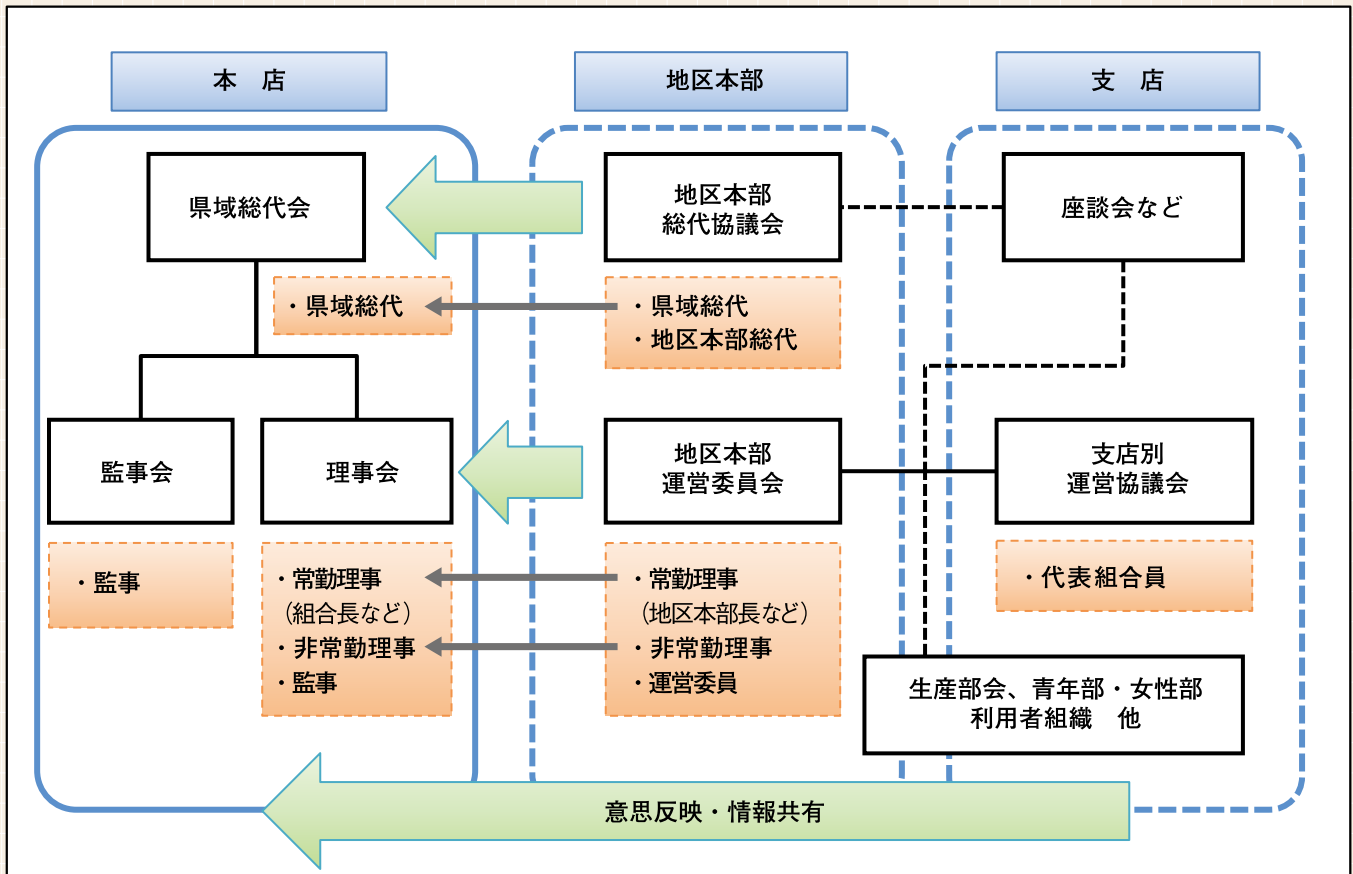 本　店
地区本部
支　店
県域総代会
地区本部
総代協議会
座談会など
・県域総代
・県域総代
・地区本部総代
監事会
理事会
地区本部
運営委員会
支店別
運営協議会
・監事
・常勤理事
（組合長など）
・非常勤理事
・監事
・常勤理事
（地区本部長など）
・非常勤理事
・運営委員
・代表組合員
生産部会、青年部・女性部
利用者組織　他
意思反映・情報共有